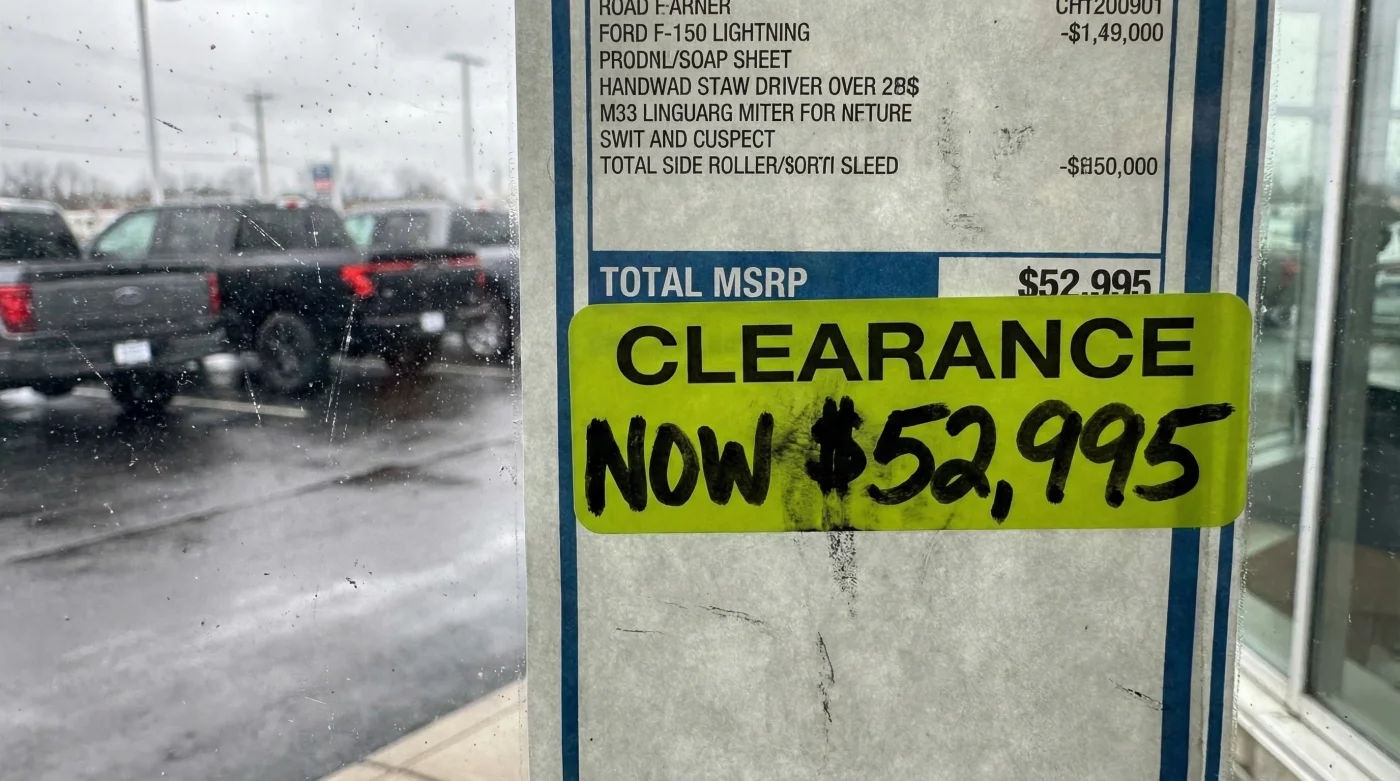 ROAD FARNER CHT200901
FORD F-150 LIGHTNING -$1,49,000
PRODNL/SOAP SHEET
HANDWAD STAW DRIVER OVER 28$
M33 LINGUARG MITER FOR NFTURE
SWIT AND CUSPECT
TOTAL SIDE ROLLER/SORTI SLEED
TOTAL MSRP $52,995
CLEARANCE
NOW $52,995